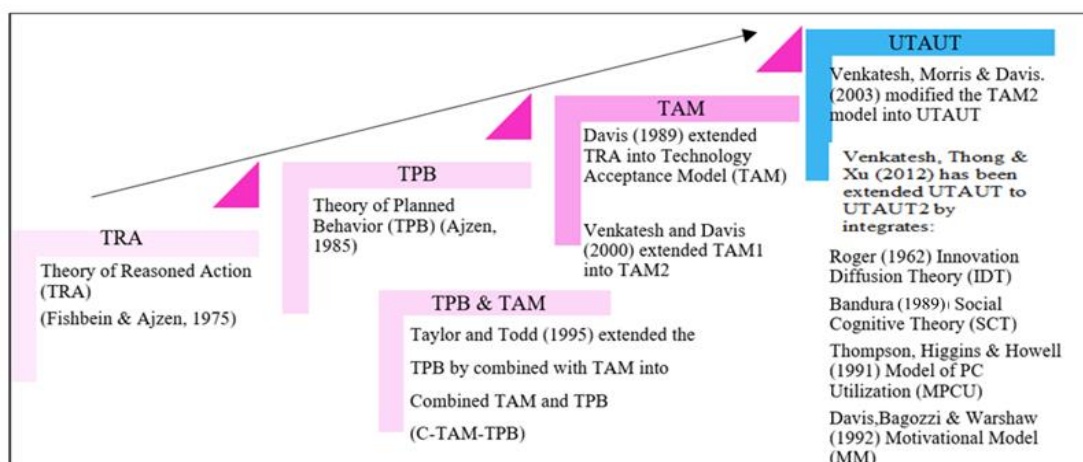 TRA
Theory of Reasoned Action
(TRA)
(Fishbein & Ajzen, 1975)
TPB
Theory of Planned
Behavior (TPB) (Ajzen,
1985)
TPB & TAM
Taylor and Todd (1995) extended the
TPB by combined with TAM into
Combined TAM and TPB
(C-TAM-TPB)
TAM
Davis (1989) extended
TRA into Technology
Acceptance Model (TAM)
Venkatesh and Davis
(2000) extended TAM1
into TAM2
UTAUT
Venkatesh, Morris & Davis.
(2003) modified the TAM2
model into UTAUT
Venkatesh, Thong &
Xu (2012) has been
extended UTAUT to
UTAUT2 by
integrates:
Roger (1962) Innovation
Diffusion Theory (IDT)
Bandura (1989) Social
Cognitive Theory (SCT)
Thompson, Higgins & Howell
(1991) Model of PC
Utilization (MPCU)
Davis,Bagozzi & Warshaw
(1992) Motivational Model
(MM)